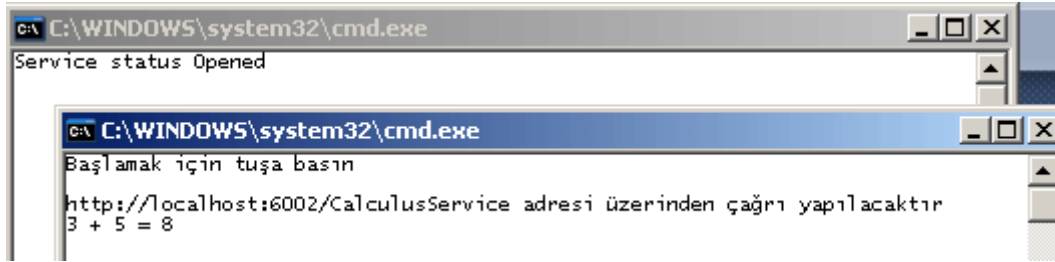 C:\WINDOWS\system32\cmd.exe
Service status Opened
C:\WINDOWS\system32\cmd.exe
Başlamak için tuşa basın
http://localhost:6002/CalculusService adresi üzerinden çağrı yapılacaktır
3 + 5 = 8